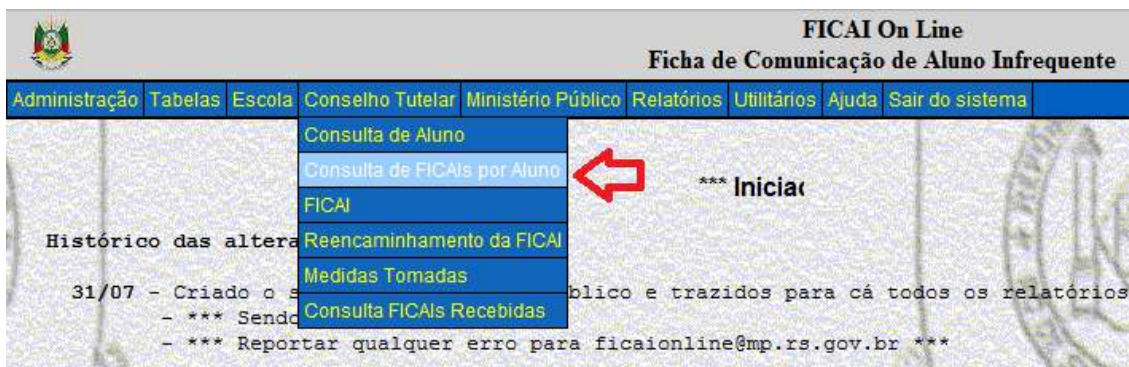 FICAI On Line
Ficha de Comunicação de Aluno Infrequente
Administração Tabelas Escola Conselho Tutelar Ministério Público Relatórios Utilitários Ajuda Sair do sistema
Consulta de Aluno
Consulta de FICAIs por Aluno
FICAI
Reencaminhamento da FICAI
Medidas Tomadas
Consulta FICAIs Recebidas
***
Histórico das
31/07 - Criado o e trazidos para cá todos os relatórios
- ***
- *** Reportar qualquer erro para ficaionline@mp.rs.gov.br ***